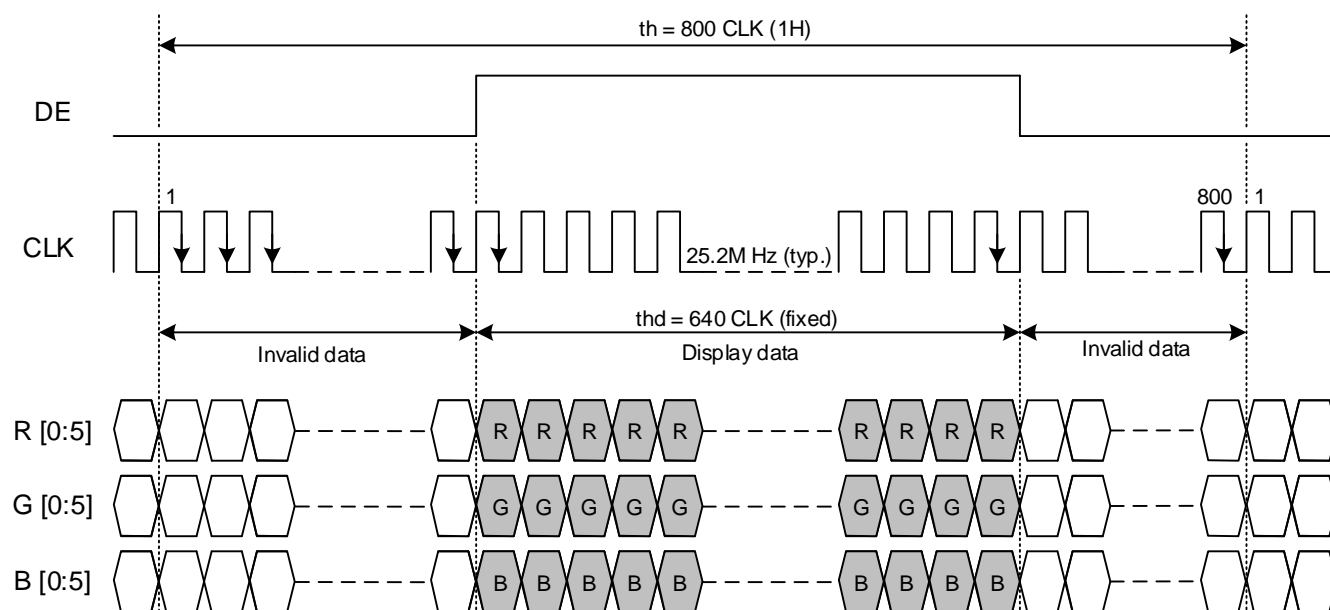 th = 800 CLK (1H)
DE
1
800
1
CLK
25.2M Hz (typ.)
thd = 640 CLK (fixed)
Invalid data
Display data
Invalid data
R [0:5]
R R R R R R R R R
G [0:5]
G G G G G G G G G
B [0:5]
B B B B B B B B B